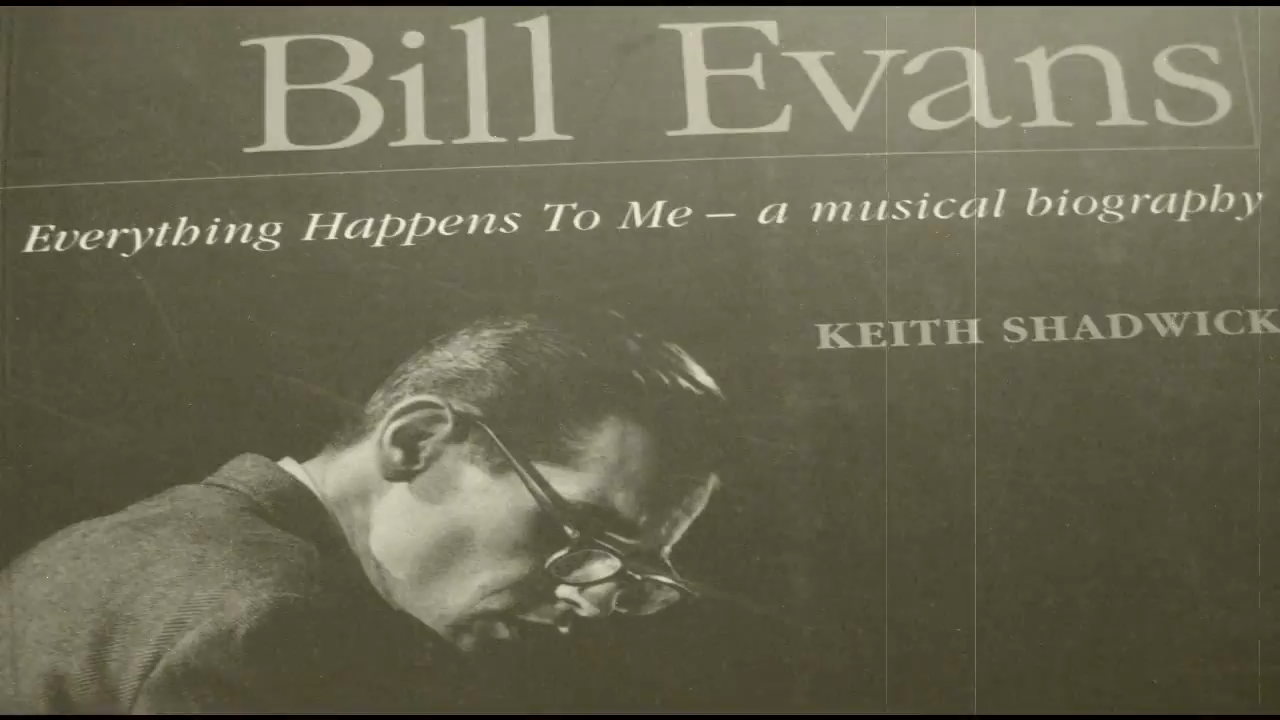 Bill Evans
Everything Happens To Me – a musical biography
KEITH SHADWICK